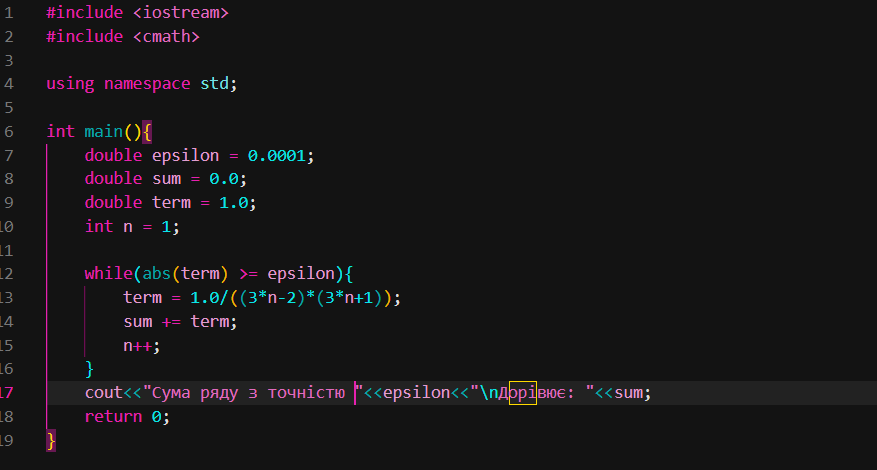 1 #include <iostream>
2 #include <cmath>
3
4 using namespace std;
5
6 int main(){
7     double epsilon = 0.0001;
8     double sum = 0.0;
9     double term = 1.0;
10     int n = 1;
11
12     while(abs(term) >= epsilon){
13         term = 1.0/((3*n-2)*(3*n+1));
14         sum += term;
15         n++;
16     }
17     cout<<"Сума ряду з точністю "<<epsilon<<"\nДорівює: "<<sum;
18     return 0;
19 }